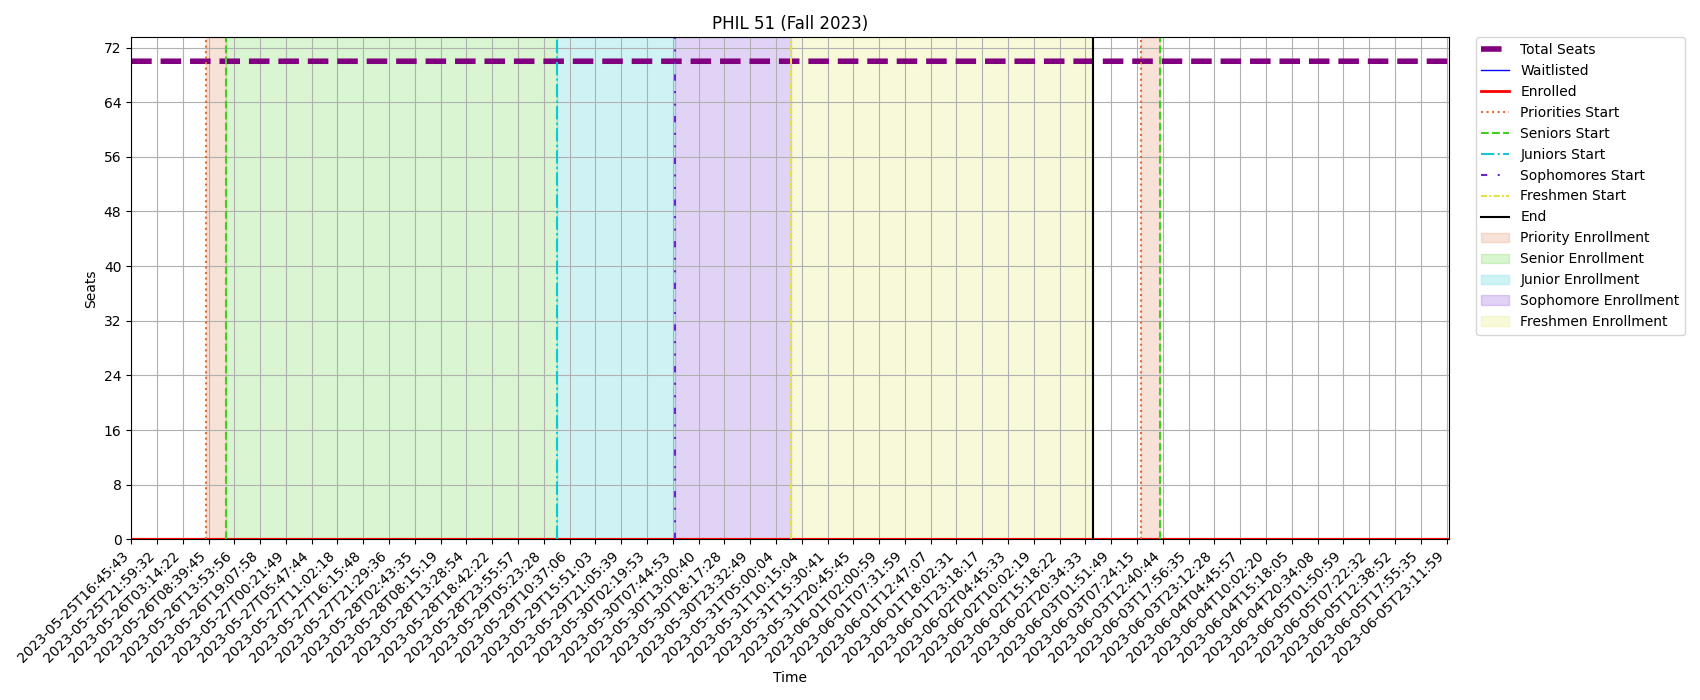 PHIL 51 (Fall 2023)
72
64
56
48
40
32
24
16
8
0
Seats
2023-05-25T16:45:43
2023-05-25T21:59:32
2023-05-26T03:14:22
2023-05-26T08:39:45
2023-05-26T13:53:56
2023-05-26T19:07:58
2023-05-27T00:21:49
2023-05-27T05:47:44
2023-05-27T11:02:18
2023-05-27T16:15:48
2023-05-27T21:29:36
2023-05-28T02:43:35
2023-05-28T08:15:19
2023-05-28T13:28:54
2023-05-28T18:42:22
2023-05-28T23:55:57
2023-05-29T05:23:28
2023-05-29T10:37:06
2023-05-29T15:51:03
2023-05-29T21:05:39
2023-05-30T02:19:53
2023-05-30T07:44:53
2023-05-30T13:00:40
2023-05-30T18:17:28
2023-05-30T23:32:49
2023-05-31T05:00:04
2023-05-31T10:15:04
2023-05-31T15:30:41
2023-05-31T20:45:45
2023-06-01T02:00:59
2023-06-01T07:31:59
2023-06-01T12:47:07
2023-06-01T18:02:31
2023-06-01T23:18:17
2023-06-02T04:45:33
2023-06-02T10:02:19
2023-06-02T15:18:22
2023-06-02T20:34:33
2023-06-03T01:51:49
2023-06-03T07:24:15
2023-06-03T12:40:44
2023-06-03T17:56:35
2023-06-03T23:12:28
2023-06-04T04:45:57
2023-06-04T10:02:20
2023-06-04T15:18:05
2023-06-04T20:34:08
2023-06-05T01:50:59
2023-06-05T07:22:32
2023-06-05T12:38:52
2023-06-05T17:55:35
2023-06-05T23:11:59
Time
Total Seats
Waitlisted
Enrolled
Priorities Start
Seniors Start
Juniors Start
Sophomores Start
Freshmen Start
End
Priority Enrollment
Senior Enrollment
Junior Enrollment
Sophomore Enrollment
Freshmen Enrollment